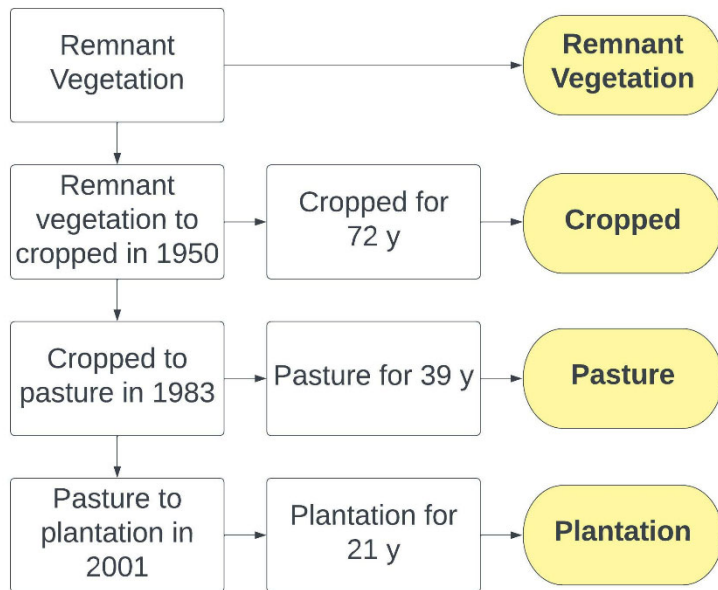 Remnant
Vegetation
Remnant
Vegetation
Remnant
vegetation to
cropped in 1950
Cropped for
72 y
Cropped
Cropped to
pasture in 1983
Pasture for 39 y
Pasture
Pasture to
plantation in
2001
Plantation for
21 y
Plantation